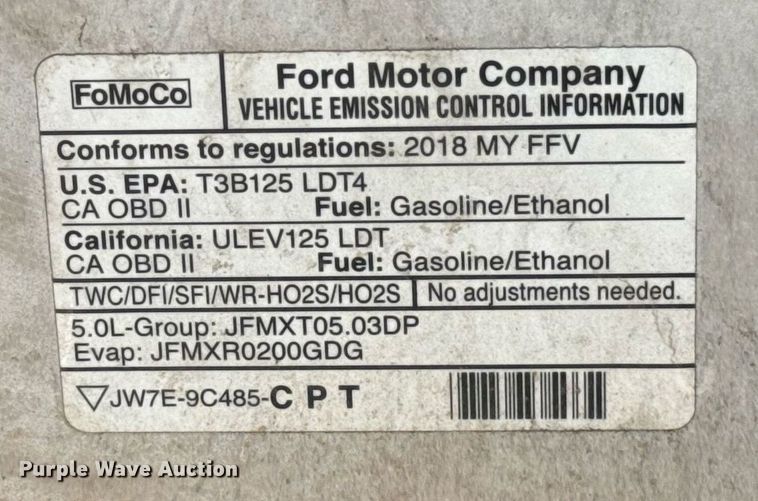 FoMoCo
Ford Motor Company
VEHICLE EMISSION CONTROL INFORMATION
Conforms to regulations: 2018 MY FFV
U.S. EPA: T3B125 LDT4
CA OBD II Fuel: Gasoline/Ethanol
California: ULEV125 LDT
CA OBD II Fuel: Gasoline/Ethanol
TWC/DFI/SFI/WR-HO2S/HO2S No adjustments needed.
5.0L-Group: JFMXT05.03DP
Evap: JFMXR0200GDG
JW7E-9C485-C P T
Purple Wave Auction